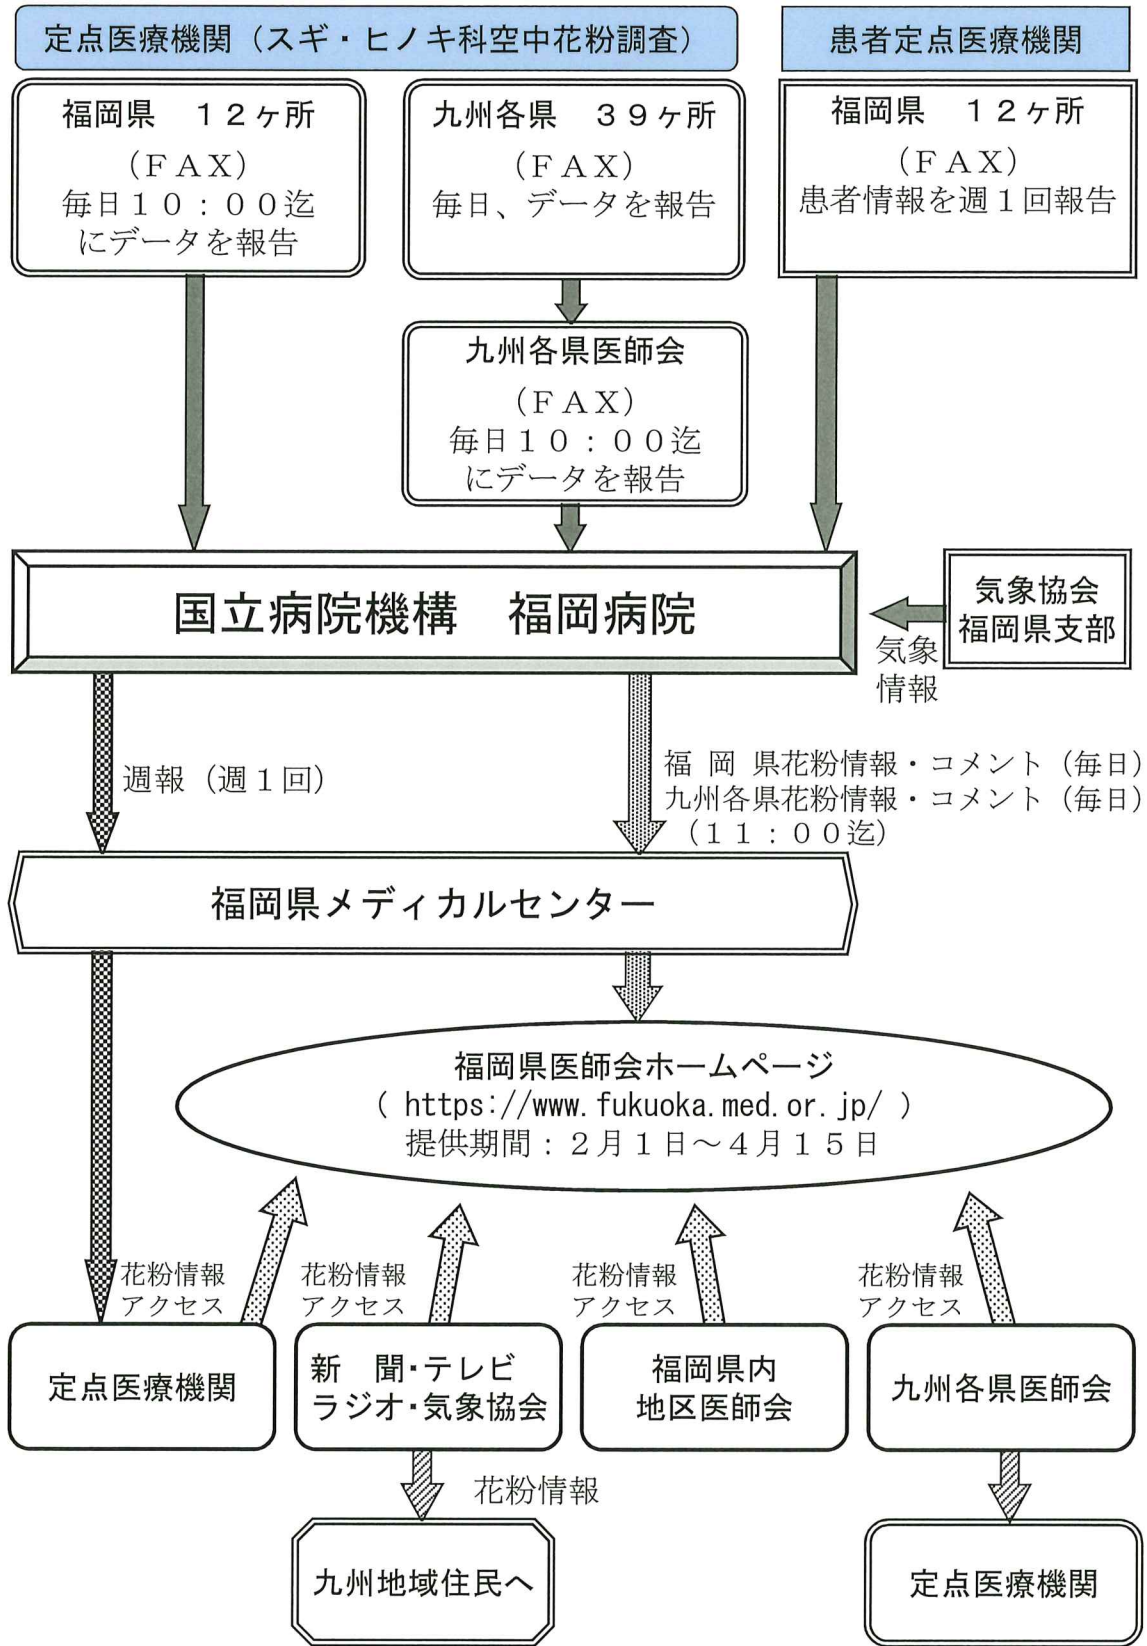 定点医療機関（スギ・ヒノキ科空中花粉調査）
患者定点医療機関
福岡県　１２ヶ所
（ＦＡＸ）
毎日１０：００迄
にデータを報告
九州各県　３９ヶ所
（ＦＡＸ）
毎日、データを報告
福岡県　１２ヶ所
（ＦＡＸ）
患者情報を週１回報告
九州各県医師会
（ＦＡＸ）
毎日１０：００迄
にデータを報告
国立病院機構　福岡病院
気象協会
福岡県支部
気象
情報
週報（週１回）
福 岡 県花粉情報・コメント（毎日）
九州各県花粉情報・コメント（毎日）
（１１：００迄）
福岡県メディカルセンター
福岡県医師会ホームページ
( https://www.fukuoka.med.or.jp/ )
提供期間：２月１日～４月１５日
花粉情報
アクセス
花粉情報
アクセス
花粉情報
アクセス
花粉情報
アクセス
定点医療機関
新　聞・テレビ
ラジオ・気象協会
福岡県内
地区医師会
九州各県医師会
花粉情報
九州地域住民へ
定点医療機関